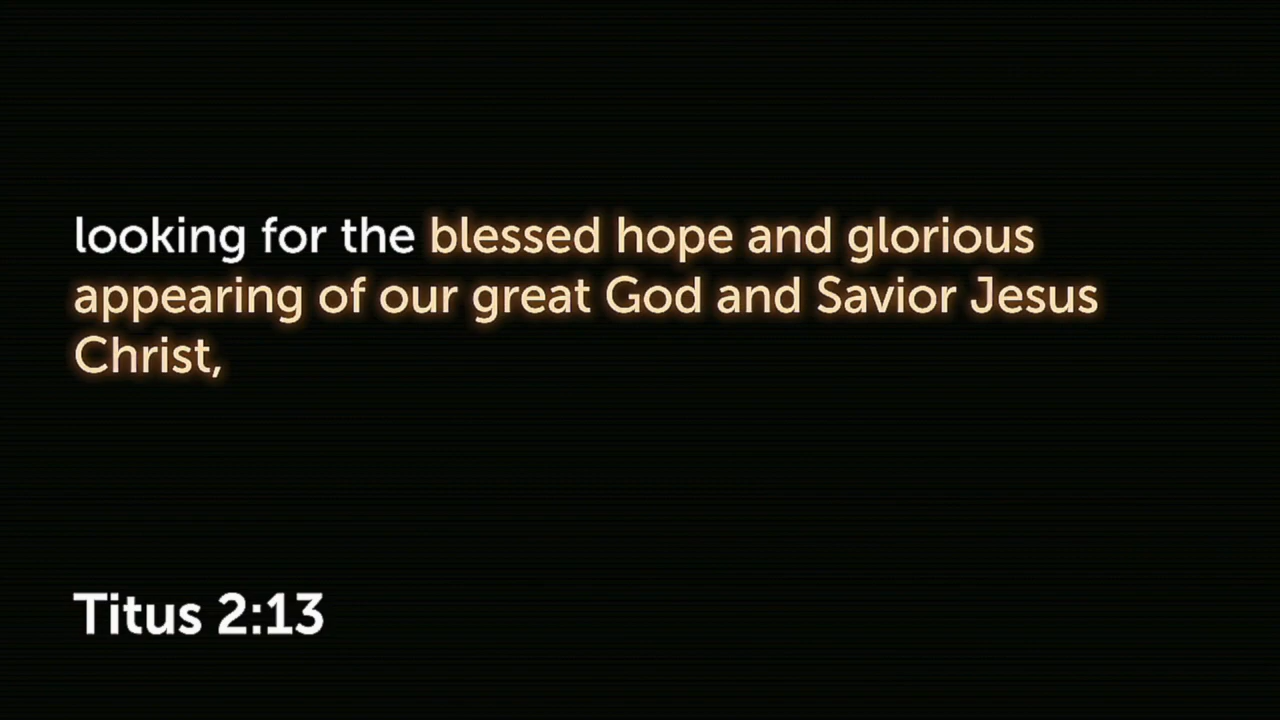 looking for the blessed hope and glorious
appearing of our great God and Savior Jesus
Christ,
Titus 2:13